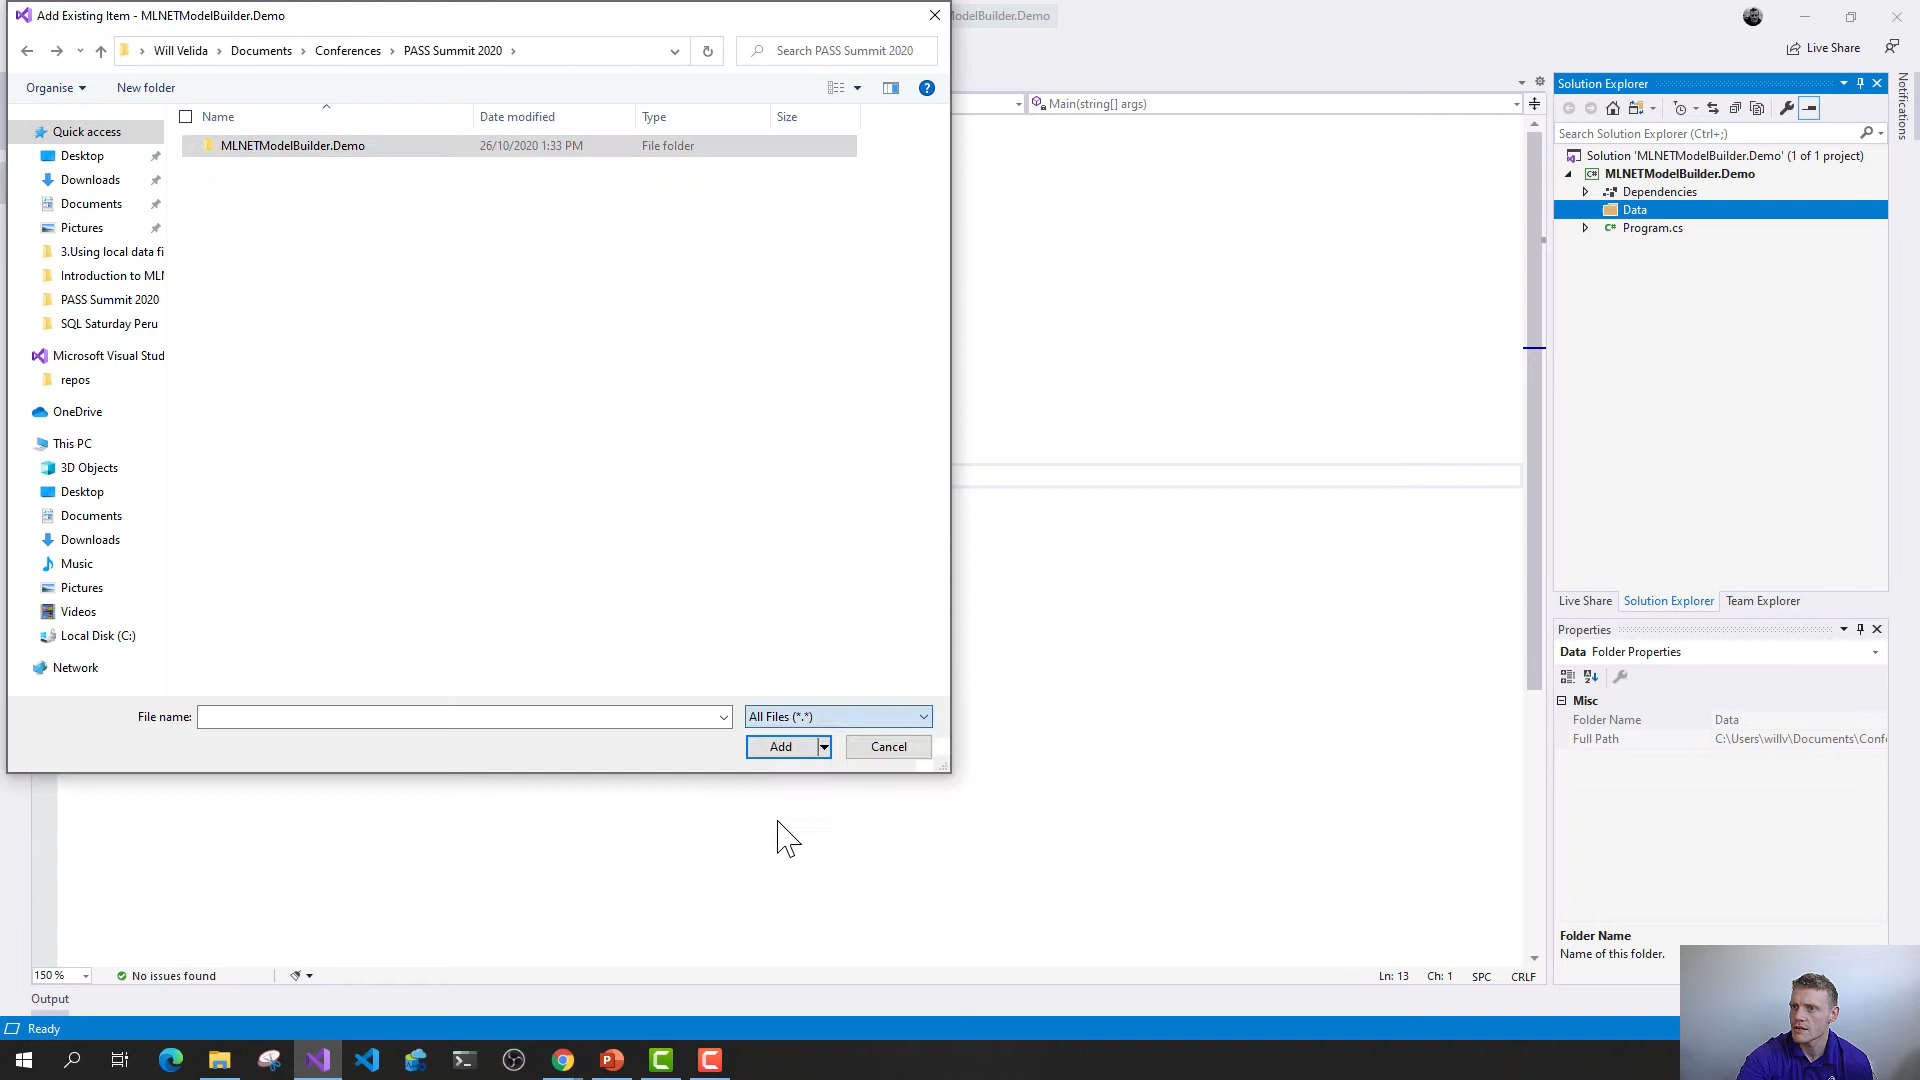 Add Existing Item - MLNETModelBuilder.Demo
Will Velida > Documents > Conferences > PASS Summit 2020 >
Search PASS Summit 2020
Organise
New folder
Name
Date modified
Type
Size
MLNETModelBuilder.Demo
26/10/2020 1:33 PM
File folder
Quick access
Desktop
Downloads
Documents
Pictures
3.Using local data fi
Introduction to MLN
PASS Summit 2020
SQL Saturday Peru
Microsoft Visual Stud
repos
OneDrive
This PC
3D Objects
Desktop
Documents
Downloads
Music
Pictures
Videos
Local Disk (C:)
Network
File name:
All Files (*.*)
Add
Cancel
odelBuilder.Demo
Live Share
Main(string[] args)
Notifications
Solution Explorer
Search Solution Explorer (Ctrl+;)
Solution 'MLNETModelBuilder.Demo' (1 of 1 project)
C# MLNETModelBuilder.Demo
Dependencies
Data
C# Program.cs
Live Share
Solution Explorer
Team Explorer
Properties
Data Folder Properties
Misc
Folder Name
Data
Full Path
C:\Users\willv\Documents\Confe
Folder Name
Name of this folder.
150 %
No issues found
Ln: 13
Ch: 1
SPC
CRLF
Output
Ready